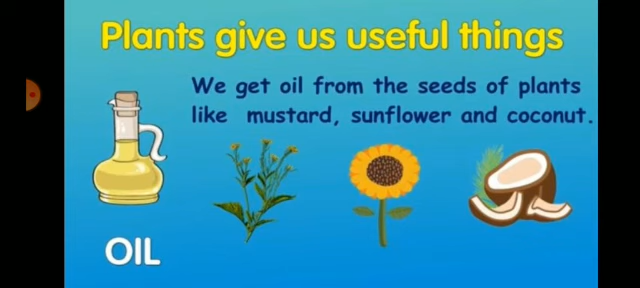 Plants give us useful things
We get oil from the seeds of plants
like mustard, sunflower and coconut.
OIL